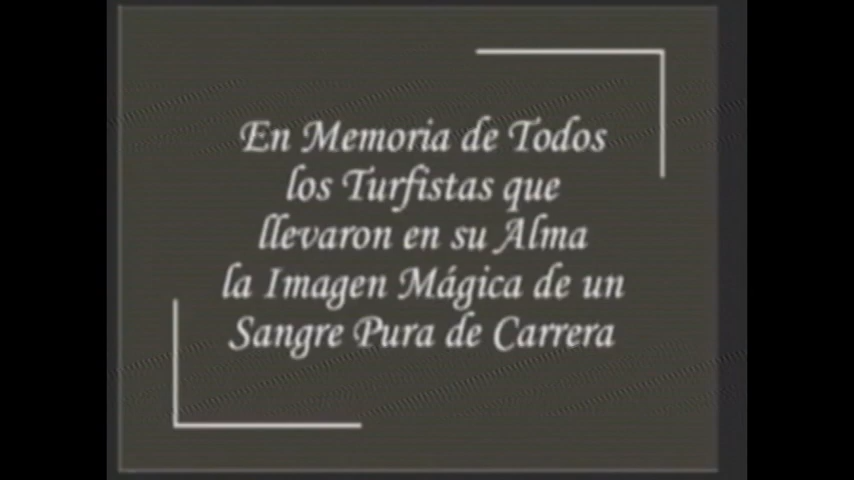 En Memoria de Todos
los Turfistas que
llevaron en su Alma
la Imagen Mágica de un
Sangre Pura de Carrera